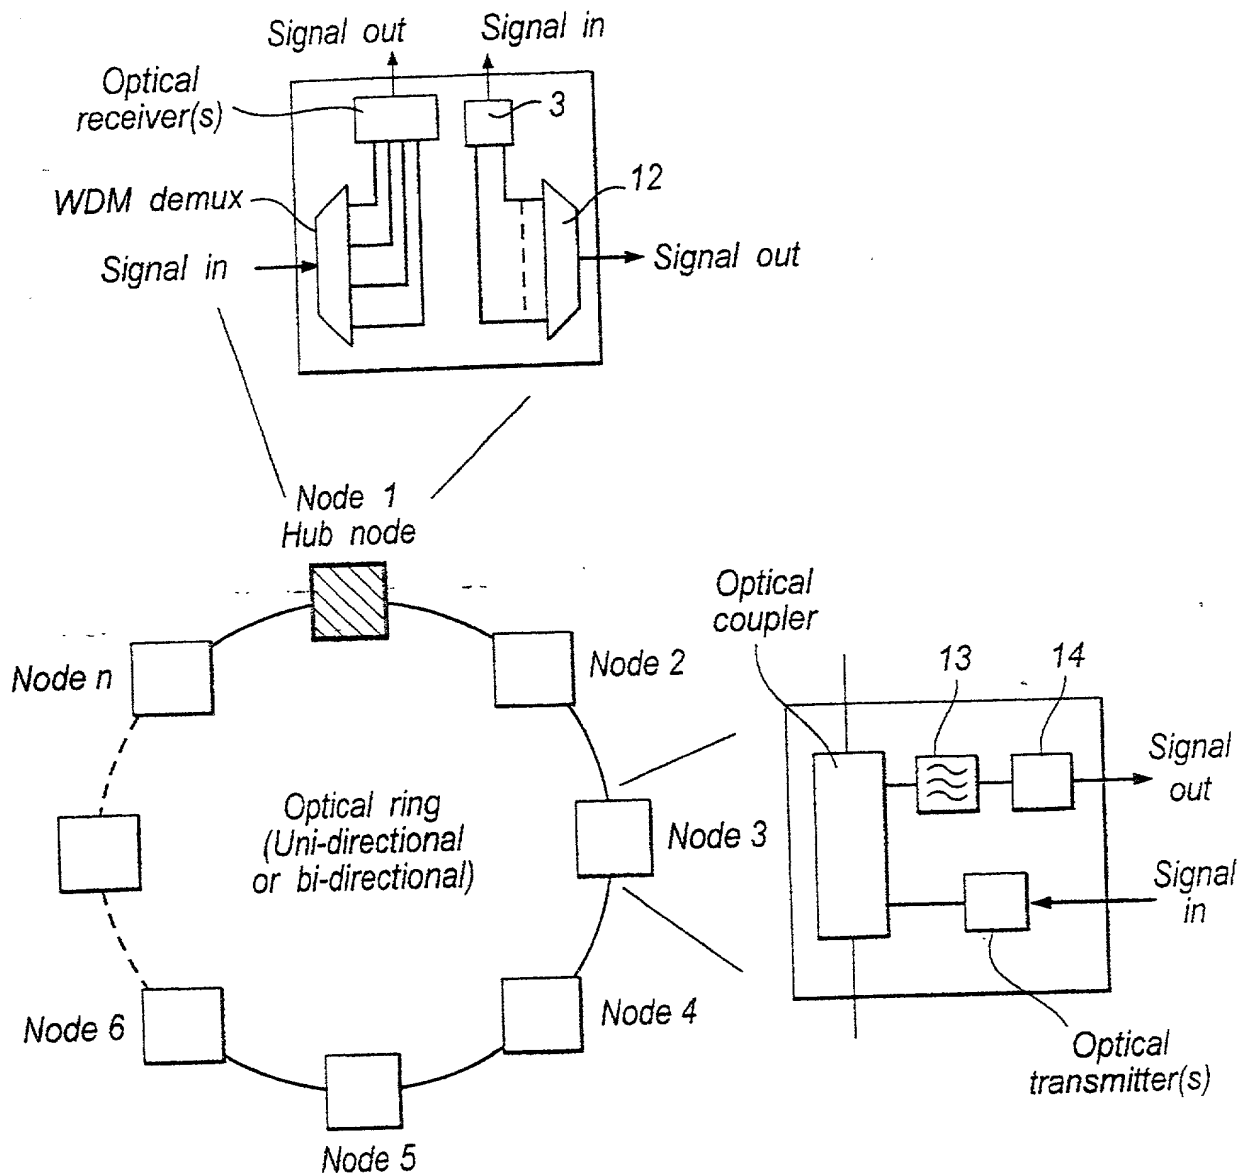 Signal out
Signal in
Optical
receiver(s)
3
12
WDM demux
Signal in
Signal out
Node 1
Hub node
Node n
Node 2
Optical
coupler
13
14
Signal
out
Optical ring
(Uni-directional
or bi-directional)
Node 3
Signal
in
Node 6
Node 4
Optical
transmitter(s)
Node 5